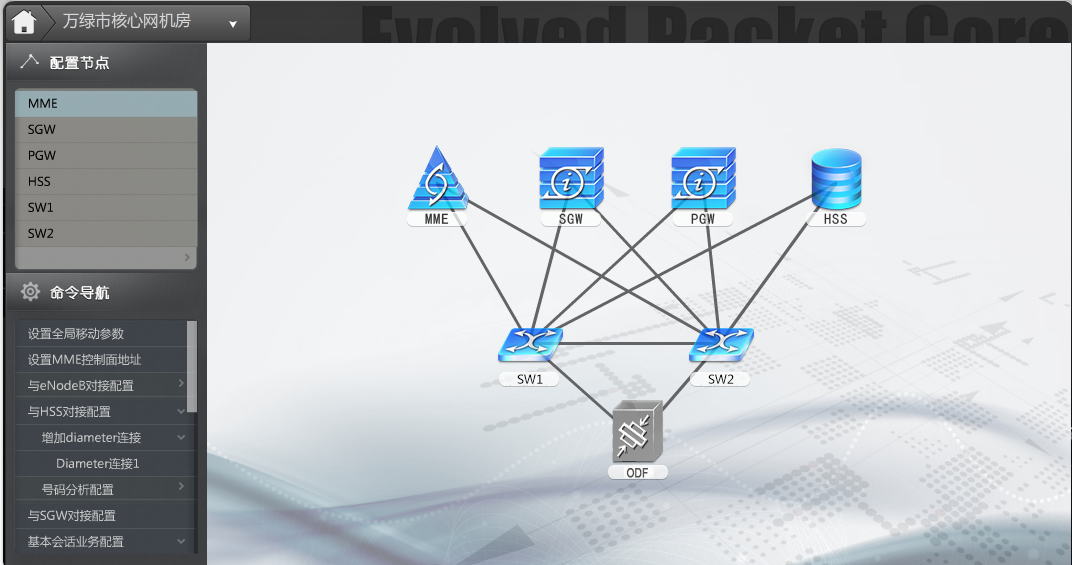 万绿市核心网机房
Evolved Packet Core
配置节点
MME
SGW
PGW
HSS
SW1
SW2
命令导航
设置全局移动参数
设置MME控制面地址
与eNodeB对接配置
与HSS对接配置
增加diameter连接
Diameter连接1
号码分析配置
与SGW对接配置
基本会话业务配置
MME
SGW
PGW
HSS
SW1
SW2
ODF